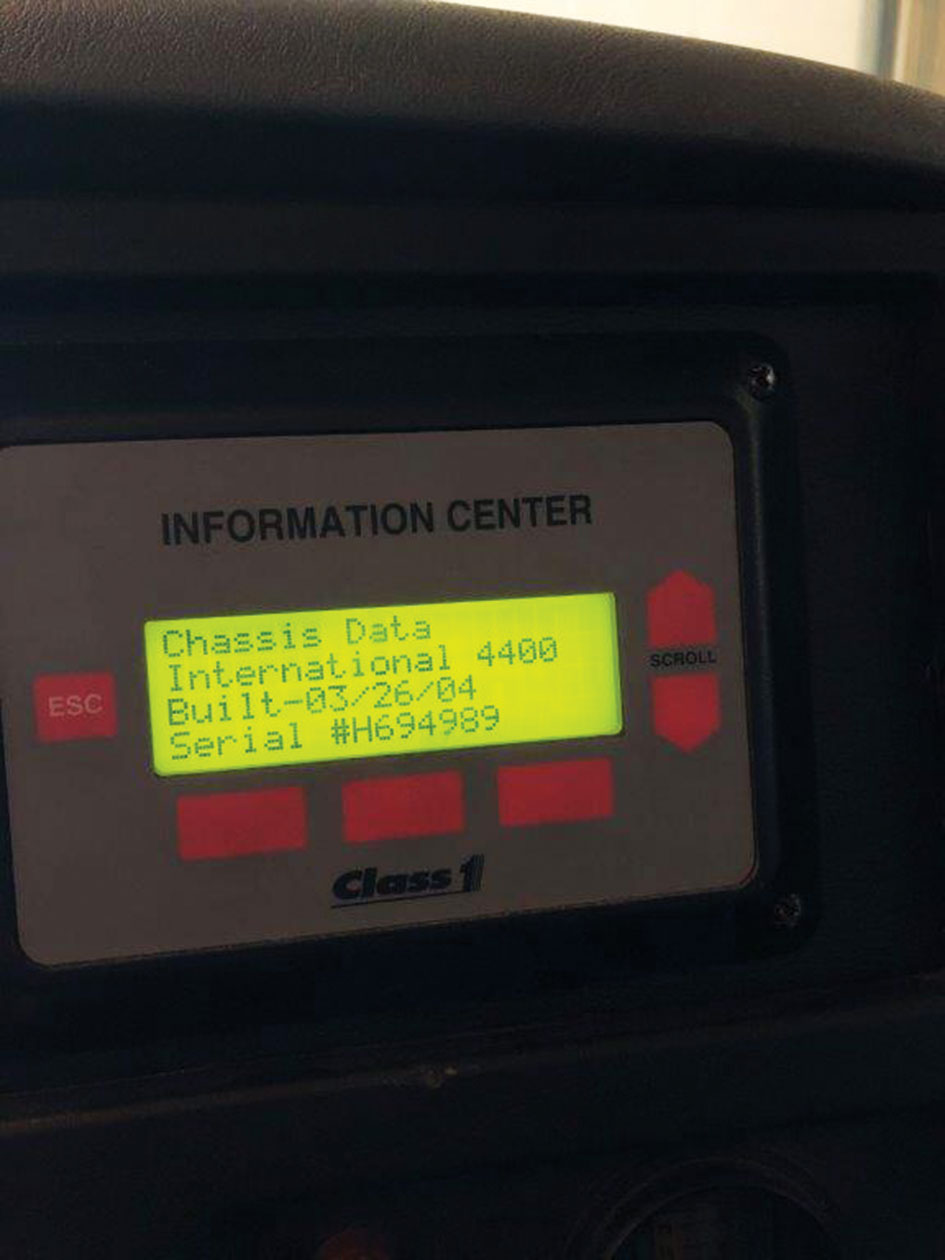 INFORMATION CENTER
Chassis Data
International 4400
Built-03/26/04
Serial #H694989
ESC
SCROLL
Class 1